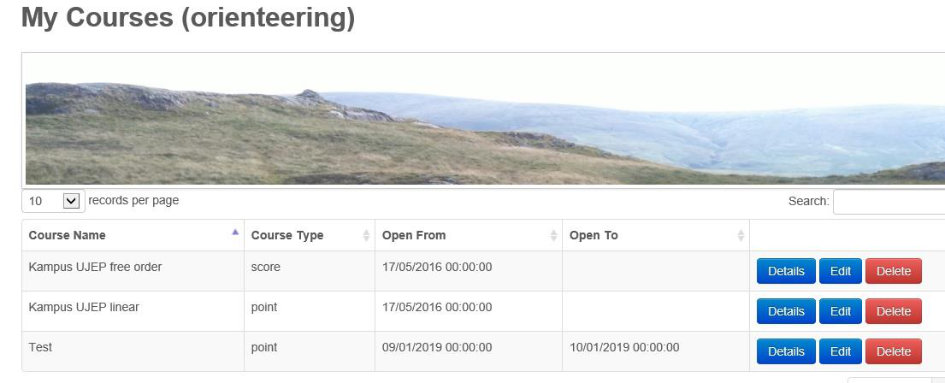 My Courses (orienteering)
10 records per page Search:
Course Name Course Type Open From Open To
Kampus UJEP free order score 17/05/2016 00:00:00 Details Edit Delete
Kampus UJEP linear point 17/05/2016 00:00:00 Details Edit Delete
Test point 09/01/2019 00:00:00 10/01/2019 00:00:00 Details Edit Delete